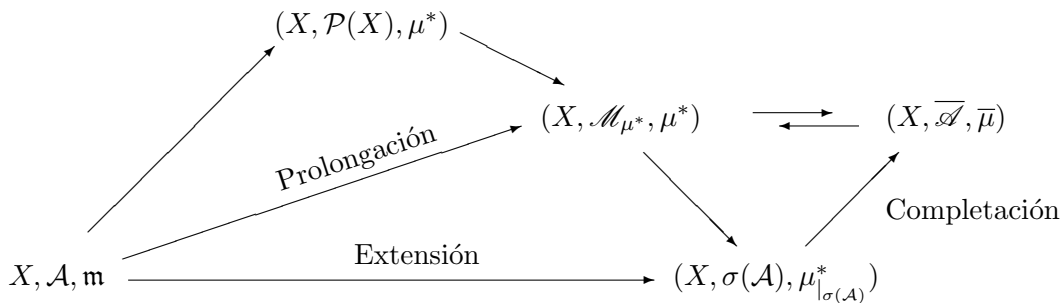 (X, 𝒫(X), μ*)
(X, ℳ_{μ*}, μ*)
(X, \overline{𝒜}, \overline{μ})
Prolongación
Completación
Extensión
X, 𝒜, 𝔪
(X, σ(𝒜), μ*_{|_{σ(𝒜)}})